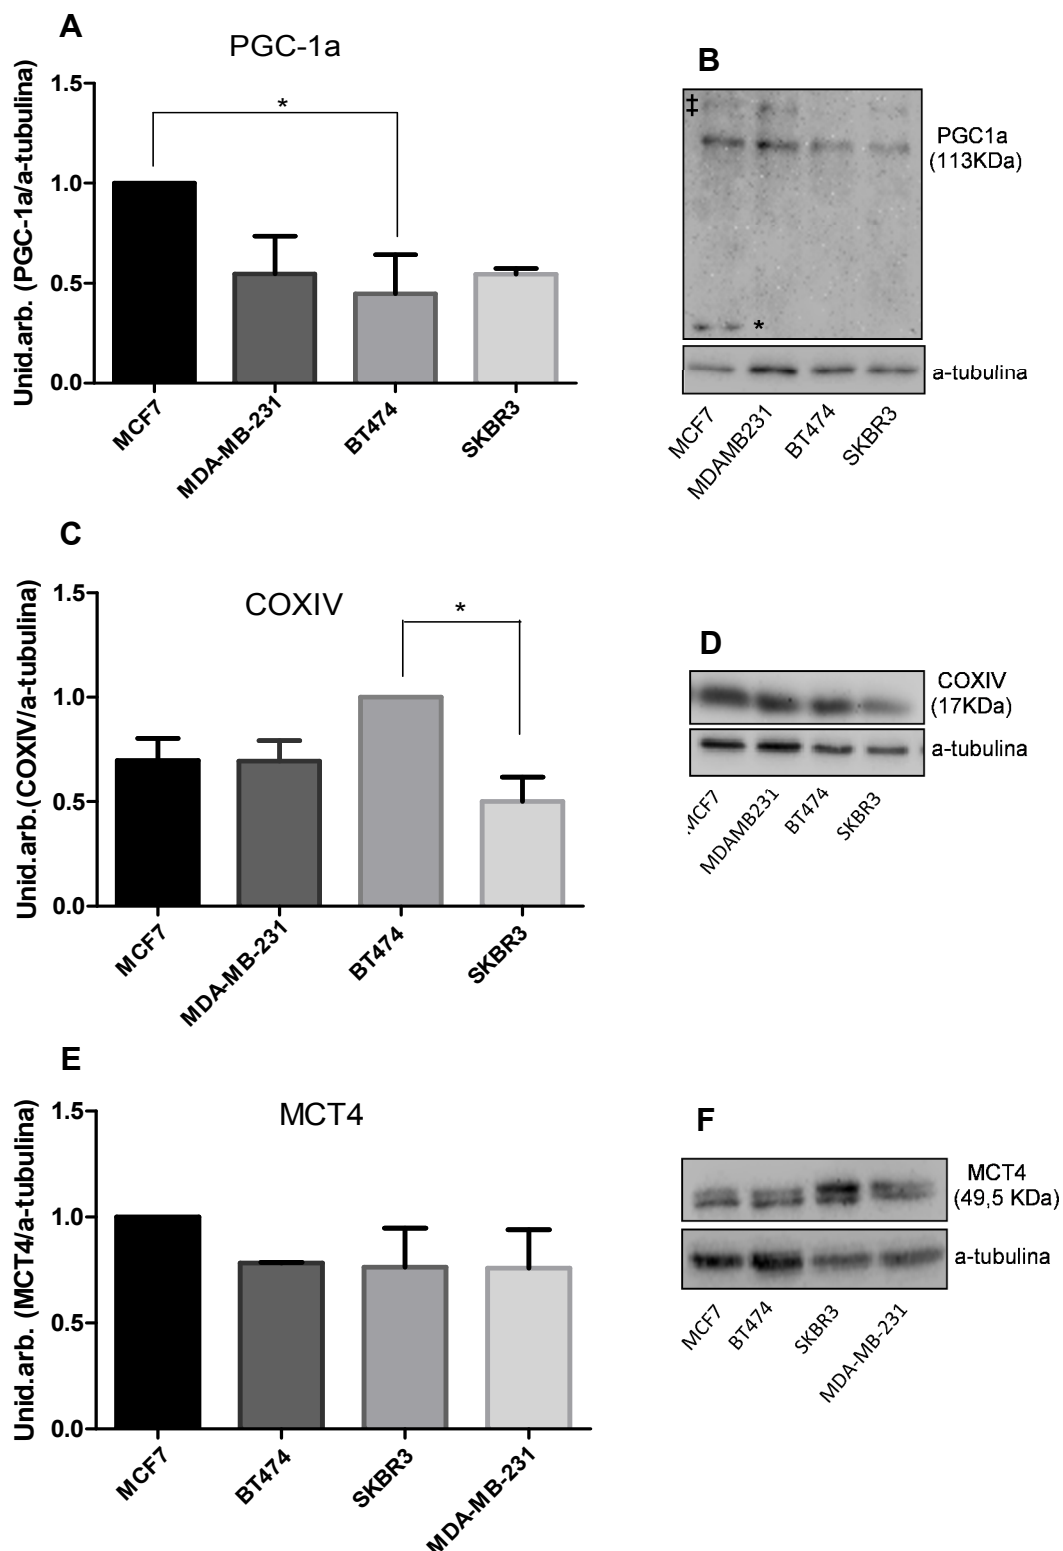 A
PGC-1a
Unid.arb. (PGC-1a/a-tubulina)
1.5
*
1.0
0.5
0.0
MCF7
MDA-MB-231
BT474
SKBR3
B
‡
PGC1a
(113KDa)
*
a-tubulina
MCF7
MDAMB231
BT474
SKBR3
C
COXIV
Unid.arb.(COXIV/a-tubulina)
1.5
*
1.0
0.5
0.0
MCF7
MDA-MB-231
BT474
SKBR3
D
COXIV
(17KDa)
a-tubulina
MCF7
MDAMB231
BT474
SKBR3
E
MCT4
Unid.arb. (MCT4/a-tubulina)
1.5
1.0
0.5
0.0
MCF7
BT474
SKBR3
MDA-MB-231
F
MCT4
(49,5 KDa)
a-tubulina
MCF7
BT474
SKBR3
MDA-MB-231